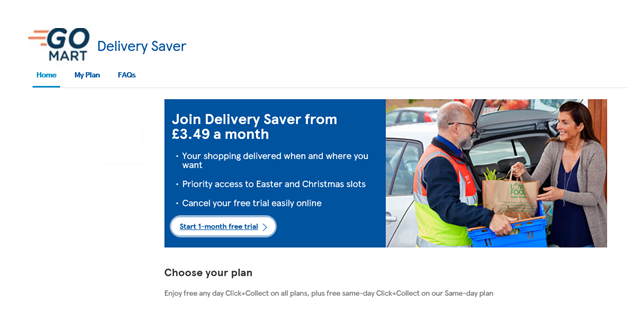 GO
MART
Delivery Saver
Home My Plan FAQs
Join Delivery Saver from
£3.49 a month
• Your shopping delivered when and where you
want
• Priority access to Easter and Christmas slots
• Cancel your free trial easily online
Start 1-month free trial
Choose your plan
Enjoy free any day Click+Collect on all plans, plus free same-day Click+Collect on our Same-day plan